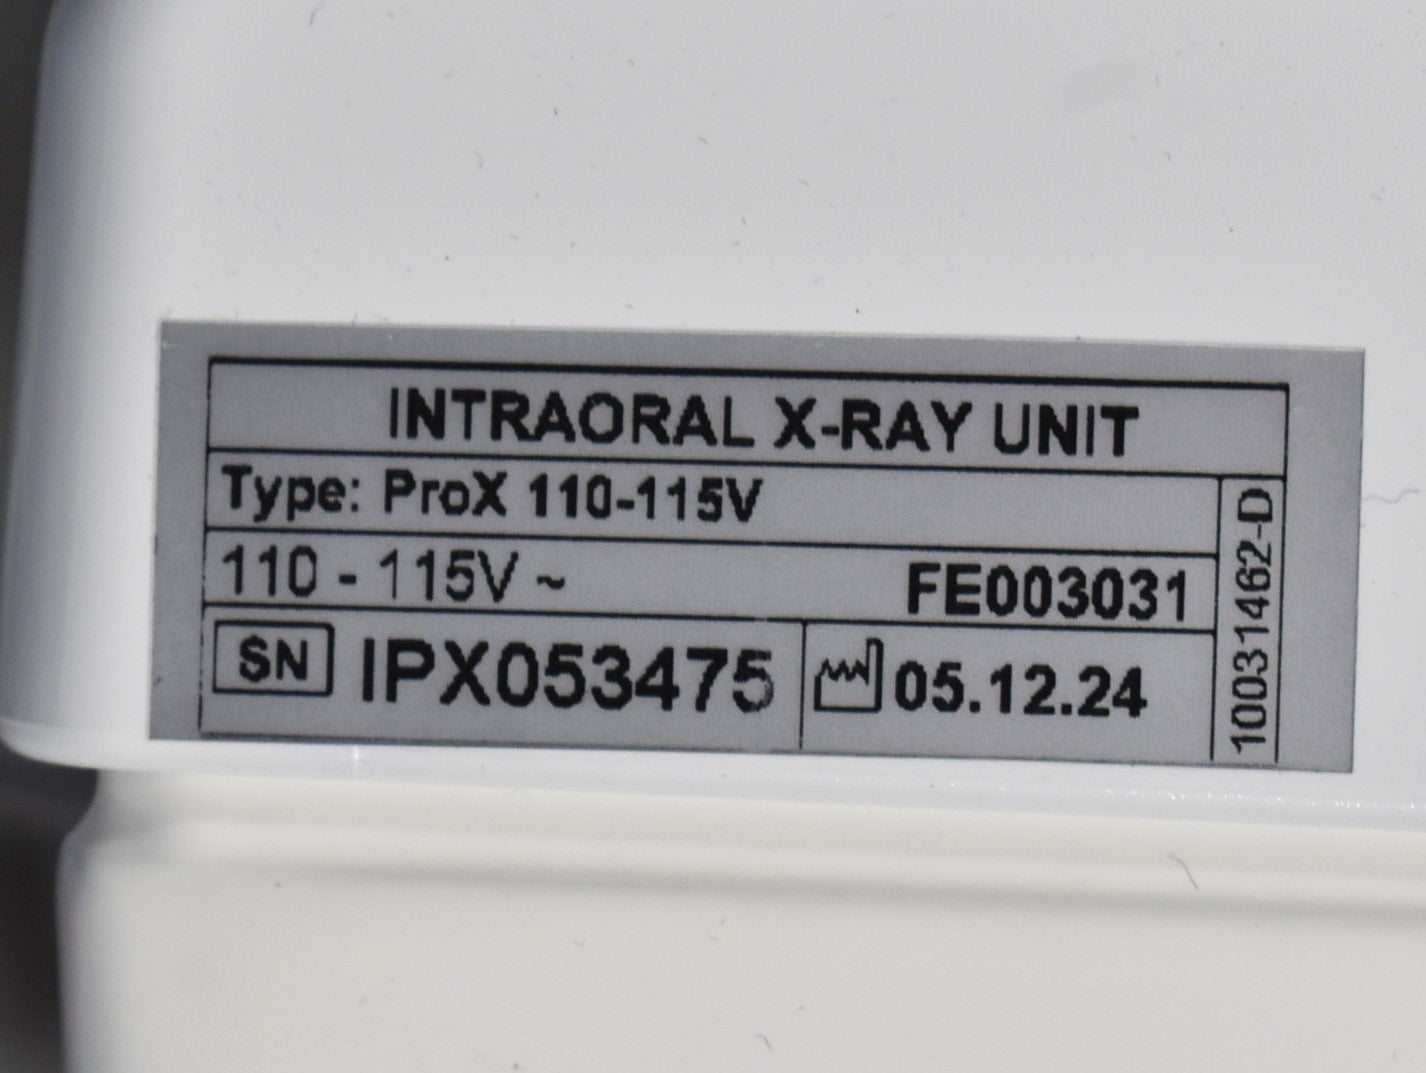 INTRAORAL X-RAY UNIT
Type: ProX 110-115V
110 - 115V ~
FE003031
SN IPX053475
05.12.24
10031462-D